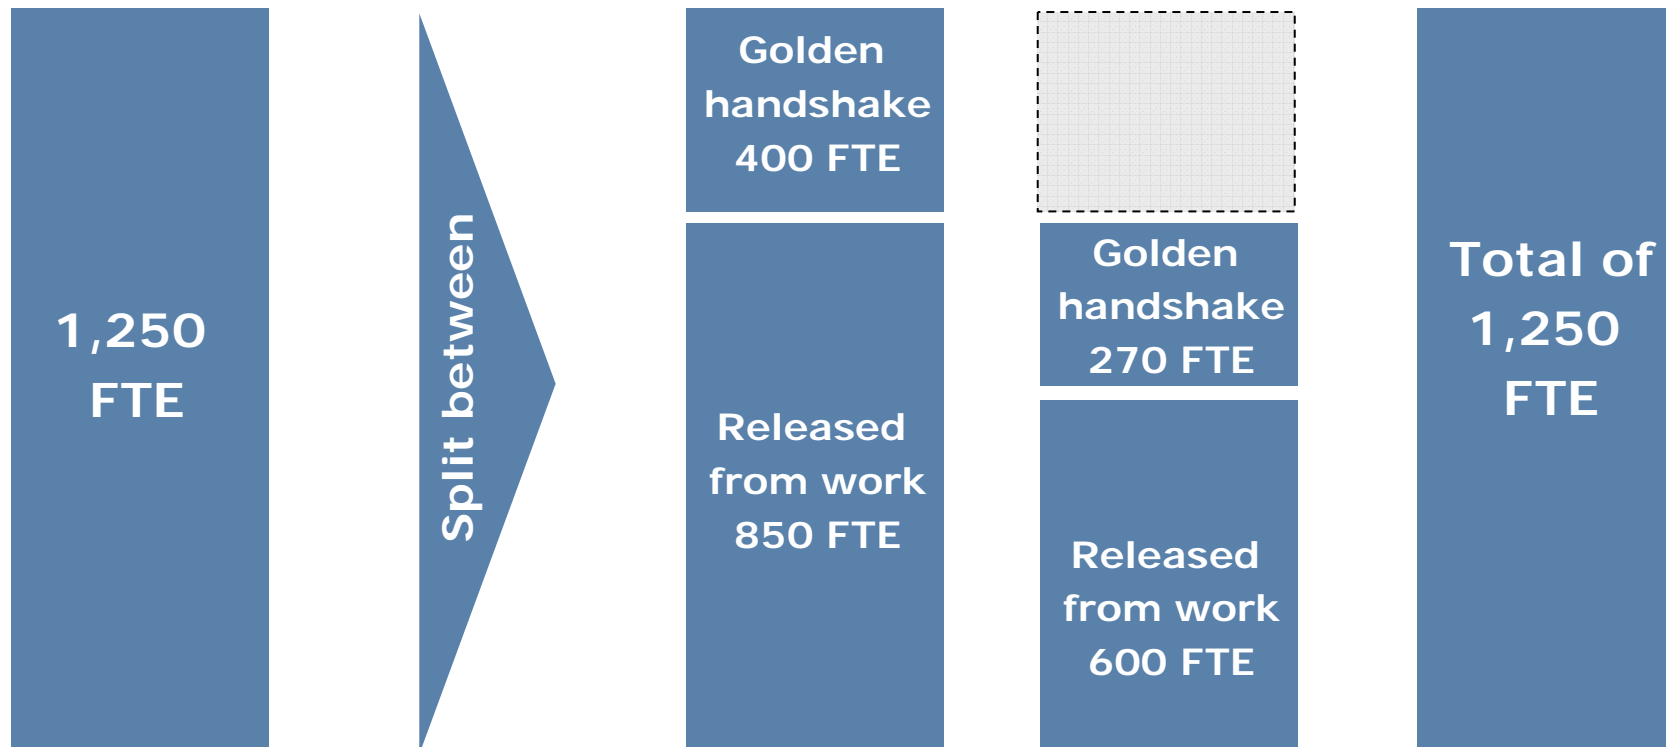 1,250
FTE
Split between
Golden
handshake
400 FTE
Released
from work
850 FTE
Golden
handshake
270 FTE
Released
from work
600 FTE
Total of
1,250
FTE